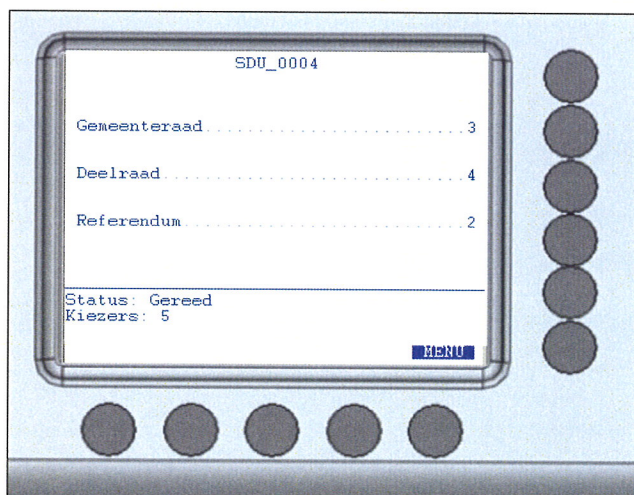 SDU_0004
Gemeenteraad.........................3
Deelraad.............................4
Referendum...........................2
Status: Gereed
Kiezers: 5
MENU